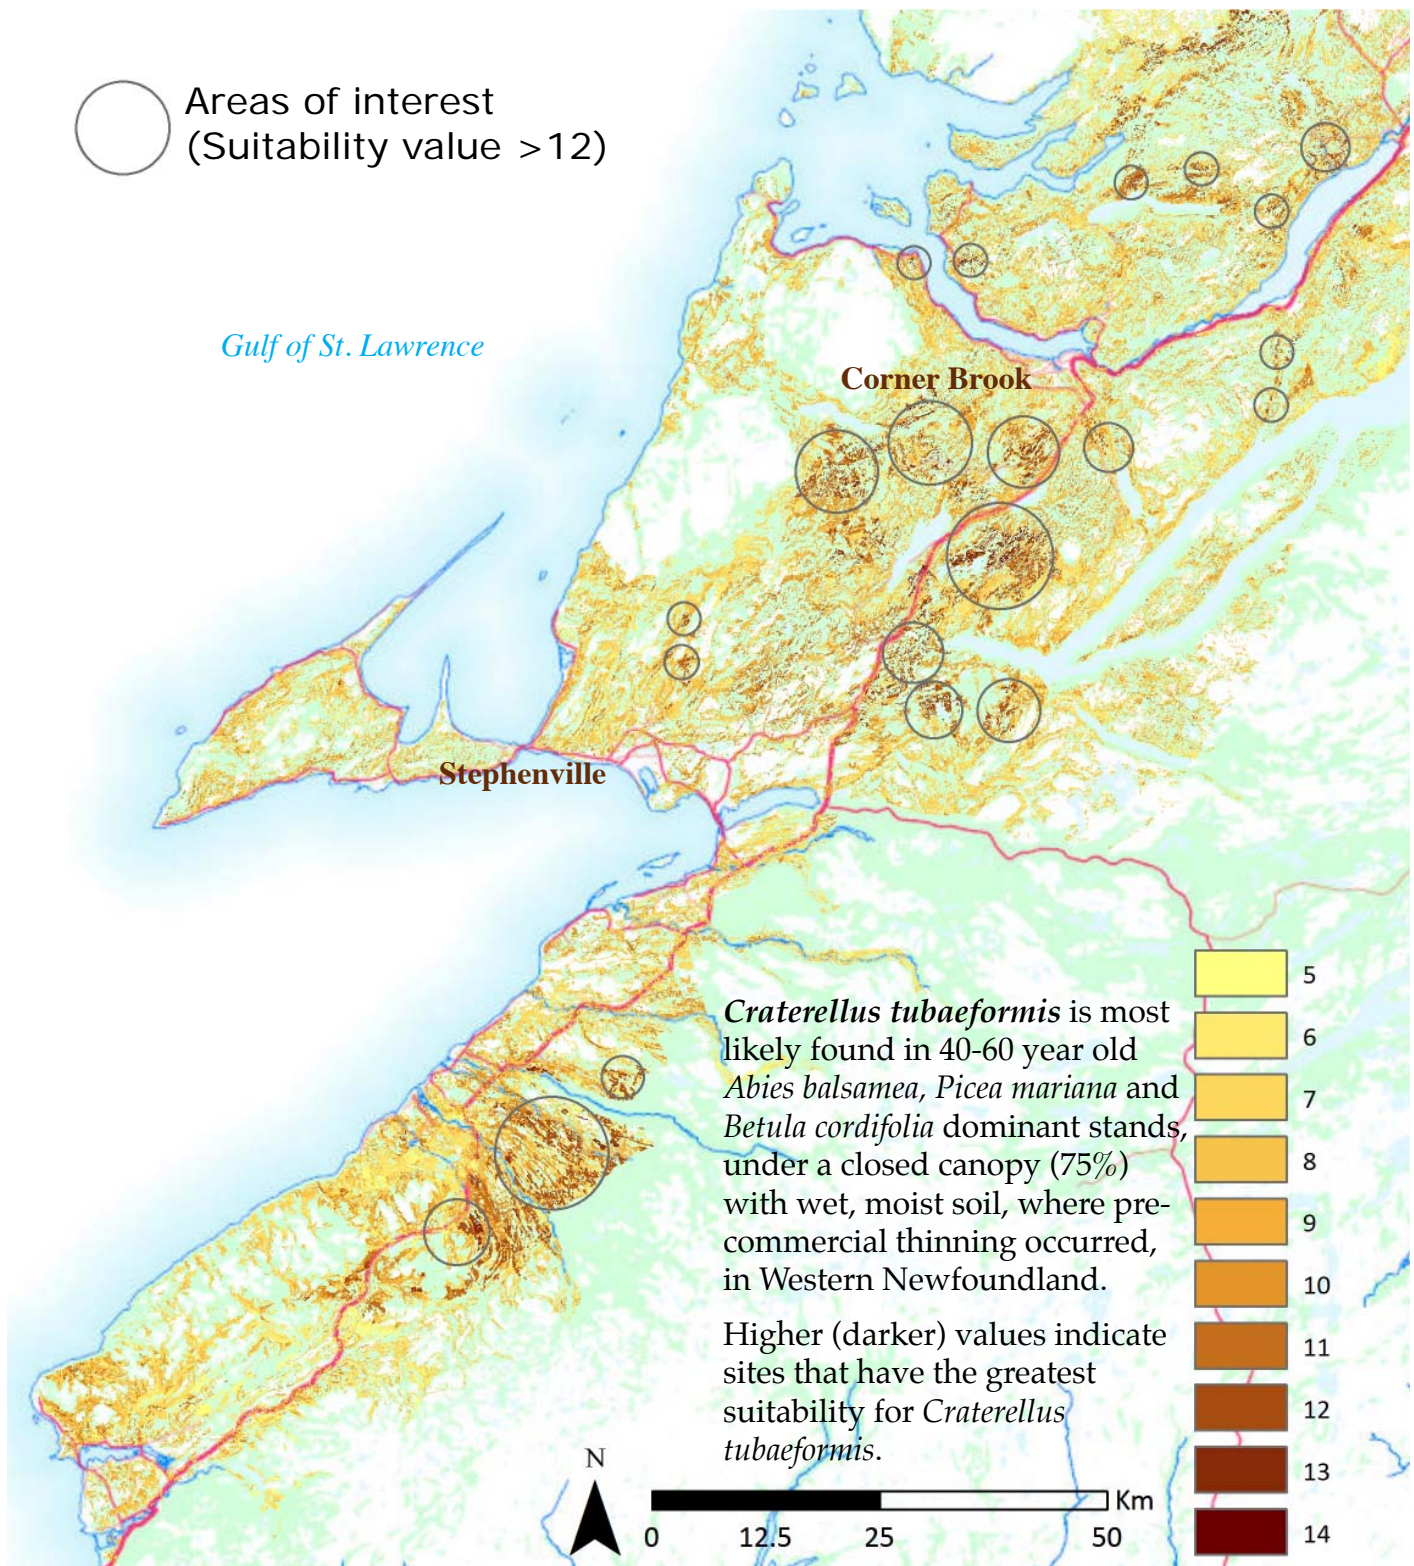 Areas of interest
(Suitability value >12)
Gulf of St. Lawrence
Corner Brook
Stephenville
Craterellus tubaeformis is most
likely found in 40-60 year old
Abies balsamea, Picea mariana and
Betula cordifolia dominant stands,
under a closed canopy (75%)
with wet, moist soil, where pre-
commercial thinning occurred,
in Western Newfoundland.
Higher (darker) values indicate
sites that have the greatest
suitability for Craterellus
tubaeformis.
5
6
7
8
9
10
11
12
13
14
N
Km
0 12.5 25 50